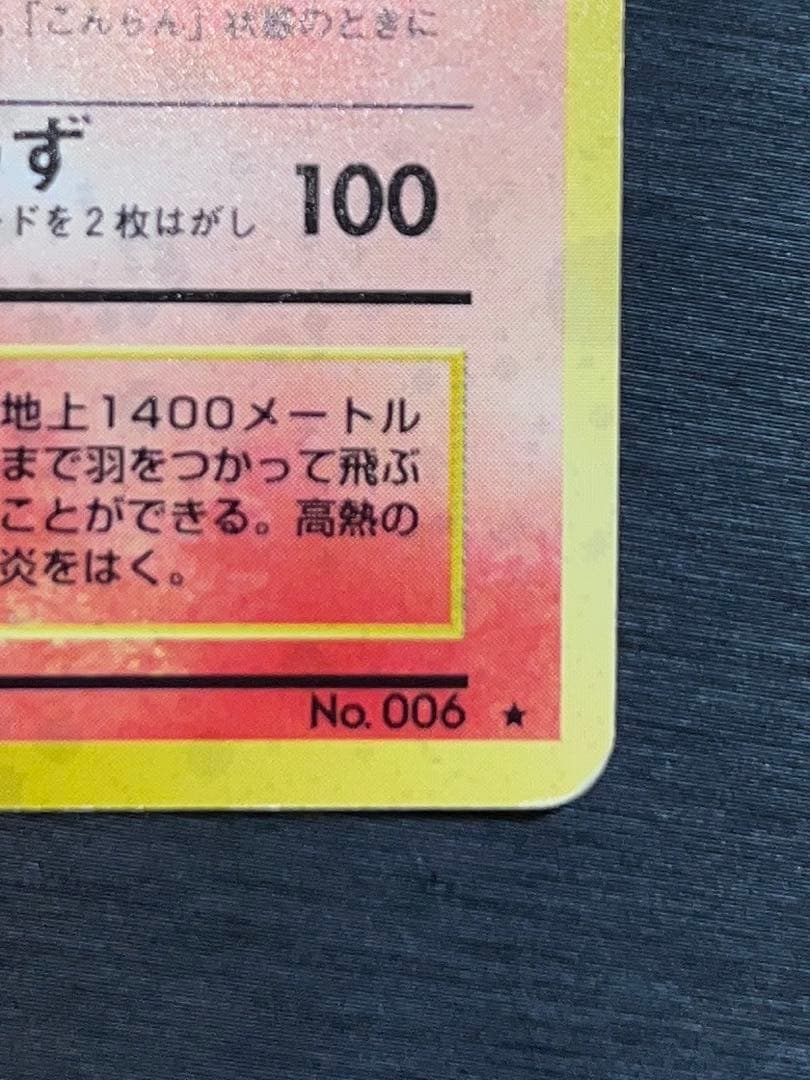 「こんらん」状態のときに
ず
ードを2枚はがし 100
地上1400メートル
まで羽をつかって飛ぶ
ことができる。高熱の
炎をはく。
No. 006 ★